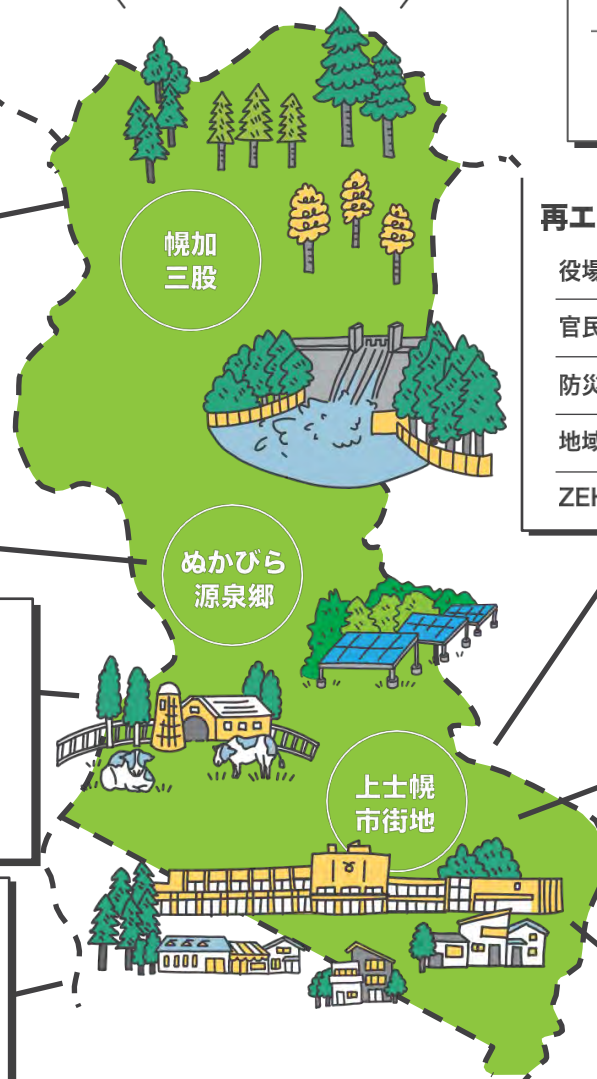 幌加
三股
再エ
役場
官民
防災
地域
ZEH
ぬかびら
源泉郷
上士幌
市街地